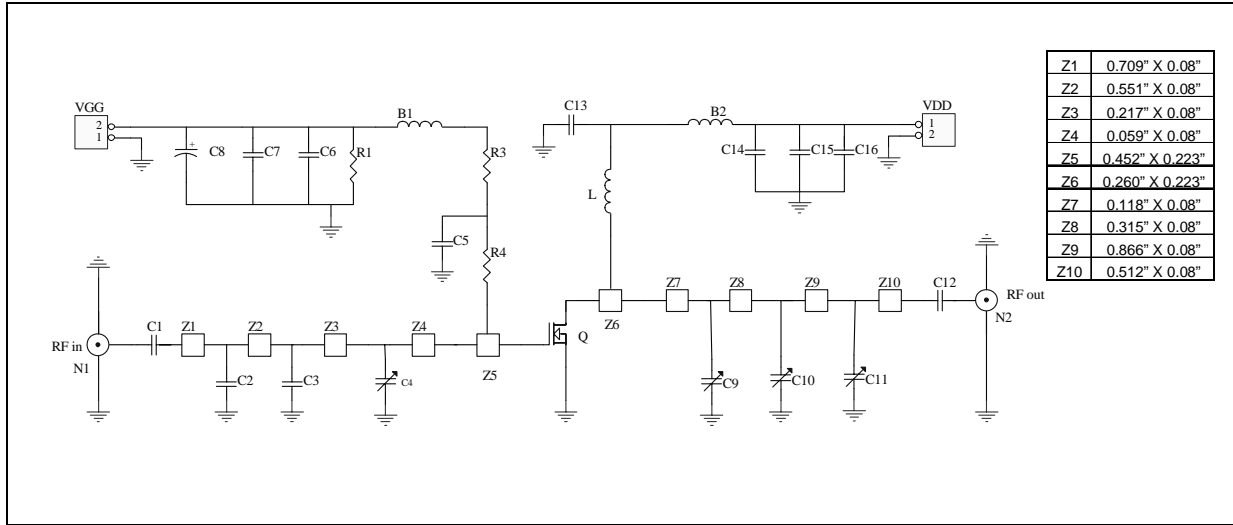 VGG
2
1
C8
+
C7
C6
R1
B1
R3
C5
R4
C13
B2
VDD
1
2
C14
C15
C16
L
RF in
N1
C1
Z1
Z2
Z3
Z4
Z5
C2
C3
C4
Q
Z6
Z7
Z8
Z9
Z10
C12
RF out
N2
C9
C10
C11
Z1 0.709” X 0.08”
Z2 0.551” X 0.08”
Z3 0.217” X 0.08”
Z4 0.059” X 0.08”
Z5 0.452” X 0.223”
Z6 0.260” X 0.223”
Z7 0.118” X 0.08”
Z8 0.315” X 0.08”
Z9 0.866” X 0.08”
Z10 0.512” X 0.08”